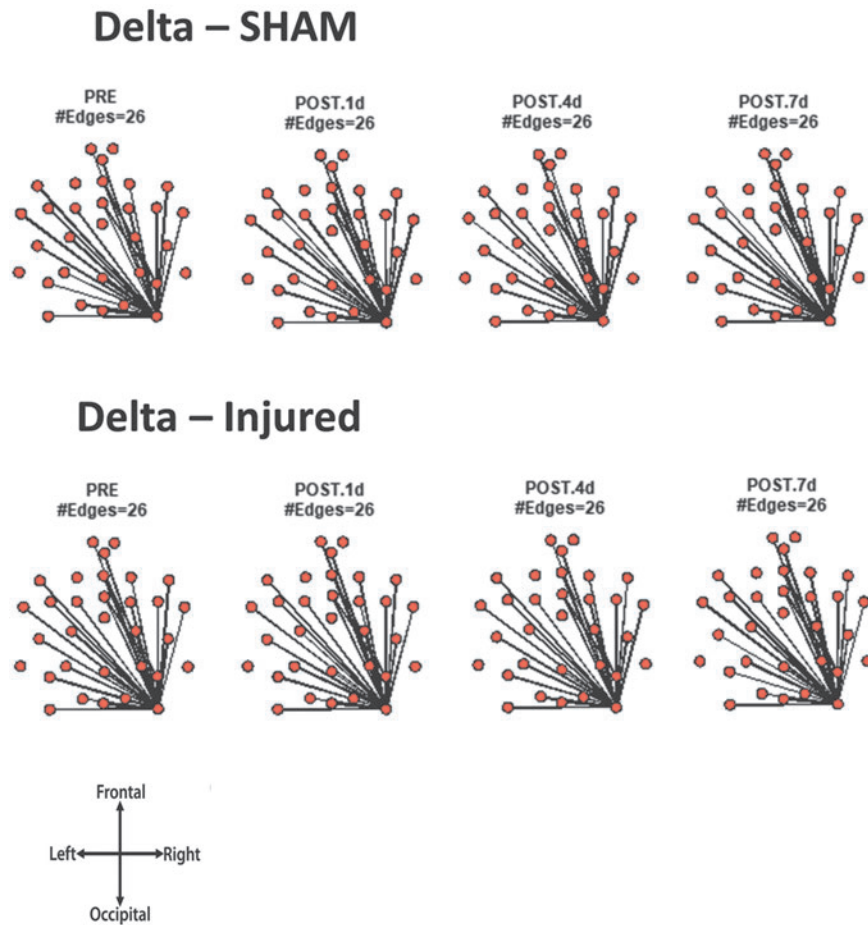 Delta – SHAM
PRE
#Edges=26
POST.1d
#Edges=26
POST.4d
#Edges=26
POST.7d
#Edges=26
Delta – Injured
PRE
#Edges=26
POST.1d
#Edges=26
POST.4d
#Edges=26
POST.7d
#Edges=26
Frontal
Left
Right
Occipital